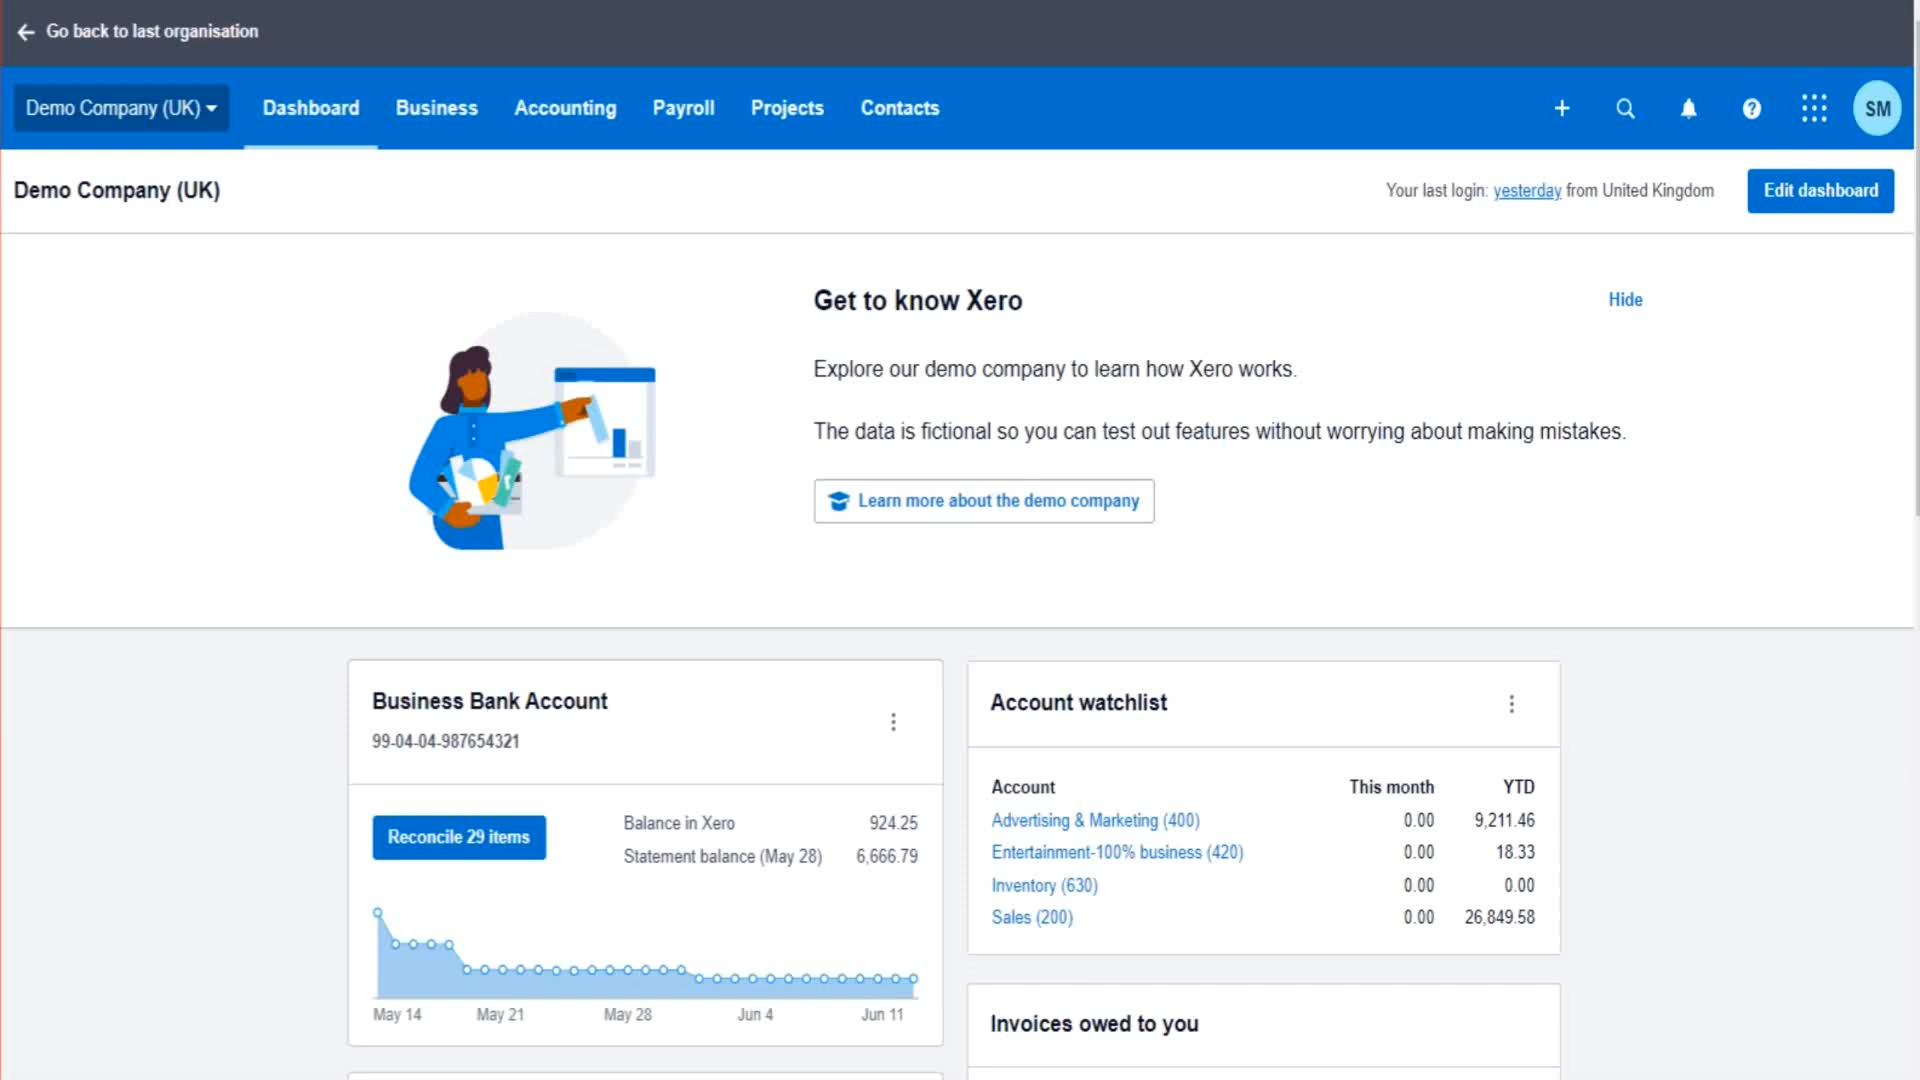 Go back to last organisation
Demo Company (UK) Dashboard Business Accounting Payroll Projects Contacts SM
Demo Company (UK) Your last login: yesterday from United Kingdom Edit dashboard
Get to know Xero Hide
Explore our demo company to learn how Xero works.
The data is fictional so you can test out features without worrying about making mistakes.
Learn more about the demo company
Business Bank Account
99-04-04-987654321
Reconcile 29 items
Balance in Xero 924.25
Statement balance (May 28) 6,666.79
May 14 May 21 May 28 Jun 4 Jun 11
Account watchlist
Account This month YTD
Advertising & Marketing (400) 0.00 9,211.46
Entertainment-100% business (420) 0.00 18.33
Inventory (630) 0.00 0.00
Sales (200) 0.00 26,849.58
Invoices owed to you